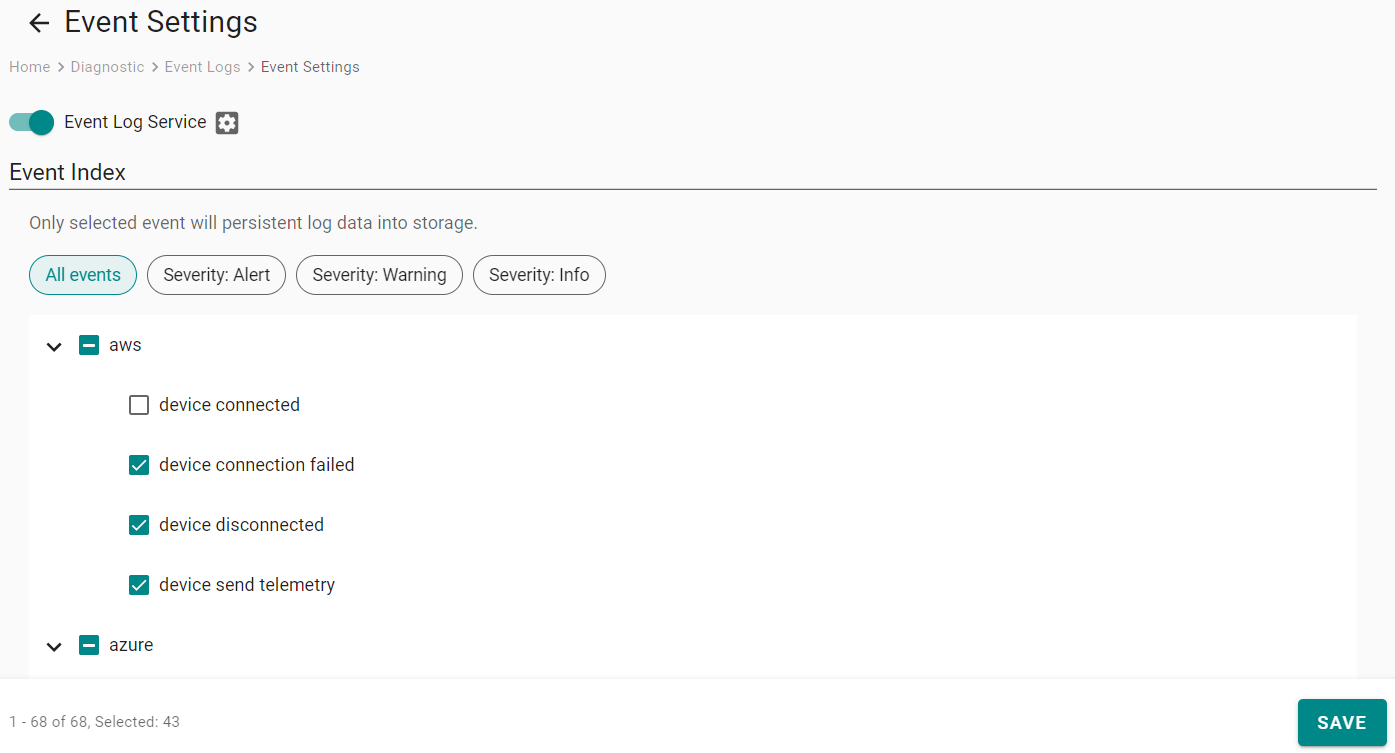 Event Settings
Home > Diagnostic > Event Logs > Event Settings
Event Log Service
Event Index
Only selected event will persistent log data into storage.
All events Severity: Alert Severity: Warning Severity: Info
aws
device connected
device connection failed
device disconnected
device send telemetry
azure
1 - 68 of 68, Selected: 43 SAVE